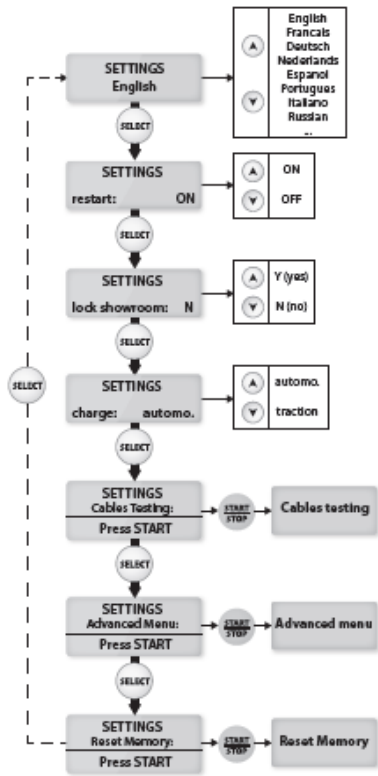 SETTINGS
English
English
Francais
Deutsch
Nederlands
Espanol
Portugues
Italiano
Russian
...
SELECT
SETTINGS
restart: ON
ON
OFF
SELECT
SETTINGS
lock showroom: N
Y (yes)
N (no)
SELECT
SELECT
SETTINGS
charge: automo.
automo.
traction
SELECT
SETTINGS
Cables Testing:
Press START
START
STOP
Cables testing
SELECT
SETTINGS
Advanced Menu:
Press START
START
STOP
Advanced menu
SELECT
SETTINGS
Reset Memory:
Press START
START
STOP
Reset Memory